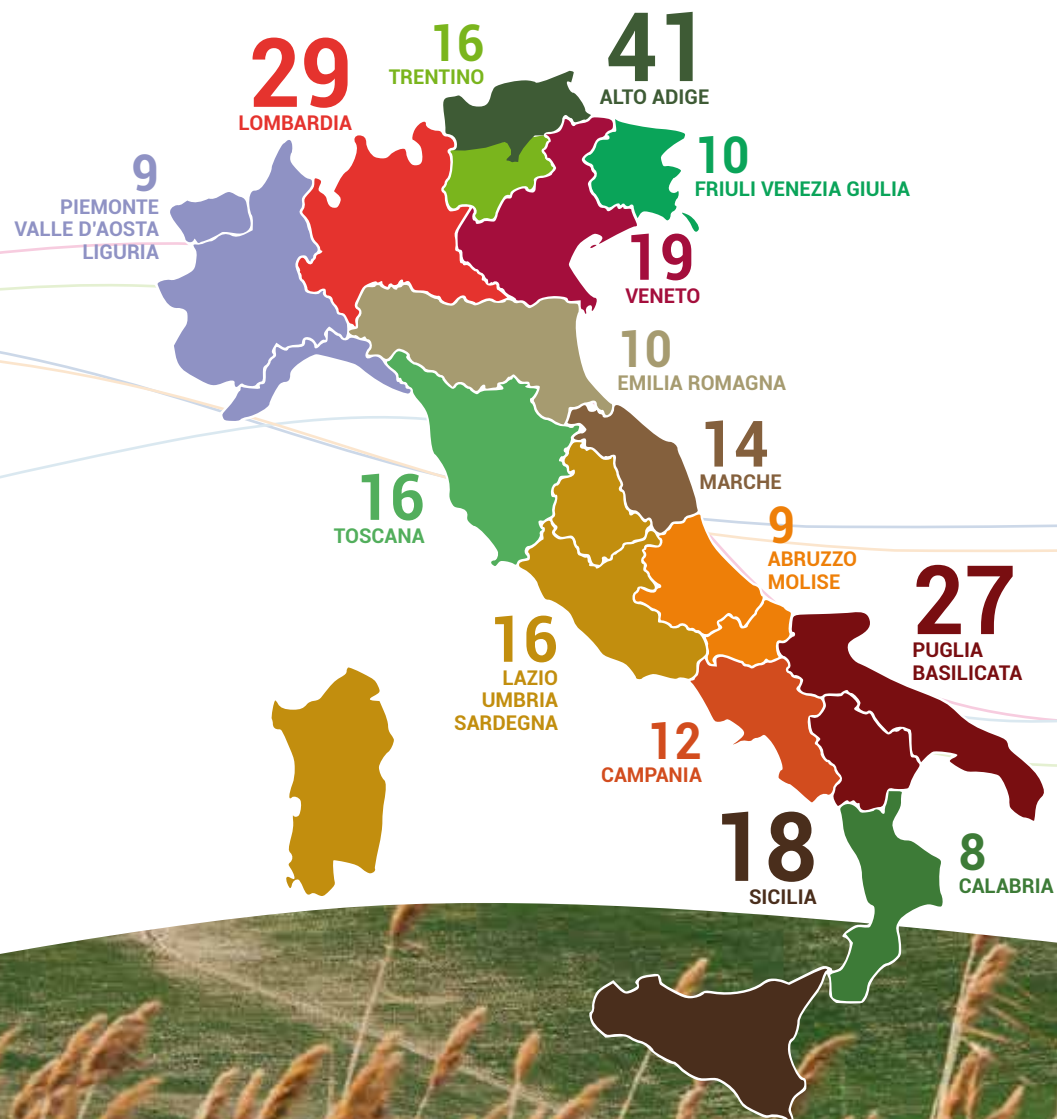 41
ALTO ADIGE
16
TRENTINO
29
LOMBARDIA
10
FRIULI VENEZIA GIULIA
9
PIEMONTE
VALLE D'AOSTA
LIGURIA
19
VENETO
10
EMILIA ROMAGNA
14
MARCHE
16
TOSCANA
9
ABRUZZO
MOLISE
27
PUGLIA
BASILICATA
16
LAZIO
UMBRIA
SARDEGNA
12
CAMPANIA
18
SICILIA
8
CALABRIA